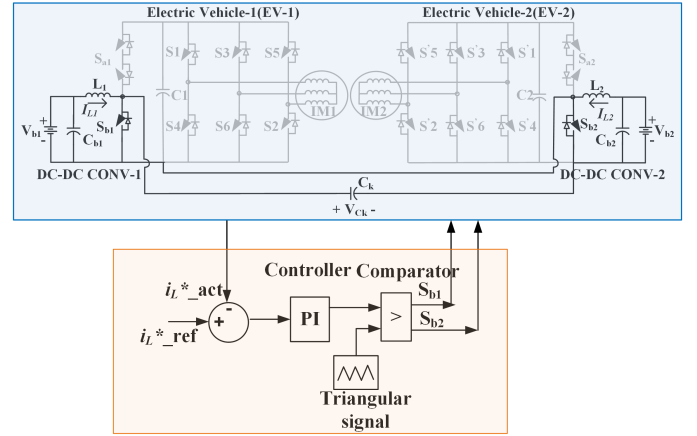 Electric Vehicle-1(EV-1)
Electric Vehicle-2(EV-2)
Sa1
S1
S3
S5
S'5
S'3
S'1
Sa2
L1
IL1
C1
IM1
IM2
C2
L2
IL2
+
Vb1
-
Cb1
Sb1
S4
S6
S2
S'2
S'6
S'4
Sb2
Cb2
+
Vb2
-
DC-DC CONV-1
DC-DC CONV-2
Ck
+ VCk -
Controller
Comparator
iL*_act
-
+
iL*_ref
PI
>
Sb1
Sb2
Triangular
signal